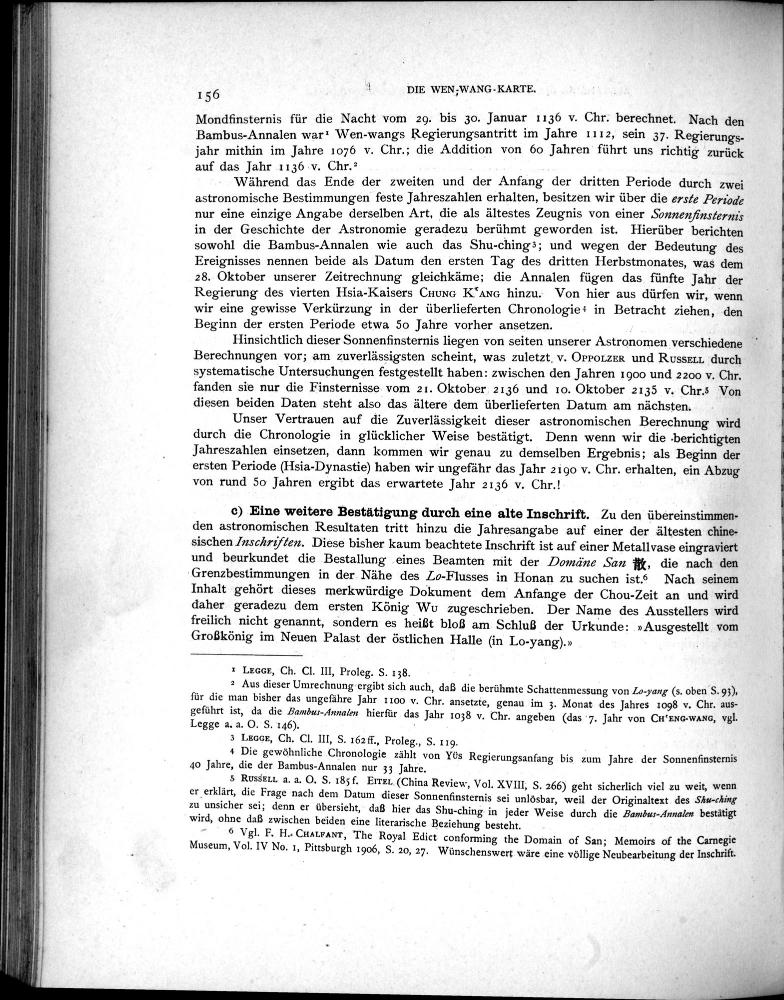 156
DIE WEN-WANG-KARTE.
Mondfinsternis für die Nacht vom 29. bis 30. Januar 1136 v. Chr. berechnet. Nach den
Bambus-Annalen war¹ Wen-wangs Regierungsantritt im Jahre 1112, sein 37. Regierungs-
jahr mithin im Jahre 1076 v. Chr.; die Addition von 60 Jahren führt uns richtig zurück
auf das Jahr 1136 v. Chr.²
Während das Ende der zweiten und der Anfang der dritten Periode durch zwei
astronomische Bestimmungen feste Jahreszahlen erhalten, besitzen wir über die erste Periode
nur eine einzige Angabe derselben Art, die als ältestes Zeugnis von einer Sonnenfinsternis
in der Geschichte der Astronomie geradezu berühmt geworden ist. Hierüber berichten
sowohl die Bambus-Annalen wie auch das Shu-ching³; und wegen der Bedeutung des
Ereignisses nennen beide als Datum den ersten Tag des dritten Herbstmonates, was dem
28. Oktober unserer Zeitrechnung gleichkäme; die Annalen fügen das fünfte Jahr der
Regierung des vierten Hsia-Kaisers CHUNG KʿANG hinzu. Von hier aus dürfen wir, wenn
wir eine gewisse Verkürzung in der überlieferten Chronologie⁴ in Betracht ziehen, den
Beginn der ersten Periode etwa 50 Jahre vorher ansetzen.
Hinsichtlich dieser Sonnenfinsternis liegen von seiten unserer Astronomen verschiedene
Berechnungen vor; am zuverlässigsten scheint, was zuletzt v. OPPOLZER und RUSSELL durch
systematische Untersuchungen festgestellt haben: zwischen den Jahren 1900 und 2200 v. Chr.
fanden sie nur die Finsternisse vom 21. Oktober 2136 und 10. Oktober 2135 v. Chr.⁵ Von
diesen beiden Daten steht also das ältere dem überlieferten Datum am nächsten.
Unser Vertrauen auf die Zuverlässigkeit dieser astronomischen Berechnung wird
durch die Chronologie in glücklicher Weise bestätigt. Denn wenn wir die berichtigten
Jahreszahlen einsetzen, dann kommen wir genau zu demselben Ergebnis; als Beginn der
ersten Periode (Hsia-Dynastie) haben wir ungefähr das Jahr 2190 v. Chr. erhalten, ein Abzug
von rund 50 Jahren ergibt das erwartete Jahr 2136 v. Chr.!
c) Eine weitere Bestätigung durch eine alte Inschrift. Zu den übereinstimmen-
den astronomischen Resultaten tritt hinzu die Jahresangabe auf einer der ältesten chine-
sischen Inschriften. Diese bisher kaum beachtete Inschrift ist auf einer Metallvase eingraviert
und beurkundet die Bestallung eines Beamten mit der Domäne San 散, die nach den
Grenzbestimmungen in der Nähe des Lo-Flusses in Honan zu suchen ist.⁶ Nach seinem
Inhalt gehört dieses merkwürdige Dokument dem Anfange der Chou-Zeit an und wird
daher geradezu dem ersten König WU zugeschrieben. Der Name des Ausstellers wird
freilich nicht genannt, sondern es heißt bloß am Schluß der Urkunde: »Ausgestellt vom
Großkönig im Neuen Palast der östlichen Halle (in Lo-yang).»
¹ LEGGE, Ch. Cl. III, Proleg. S. 138.
² Aus dieser Umrechnung ergibt sich auch, daß die berühmte Schattenmessung von Lo-yang (s. oben S. 93),
für die man bisher das ungefähre Jahr 1100 v. Chr. ansetzte, genau im 3. Monat des Jahres 1098 v. Chr. aus-
geführt ist, da die Bambus-Annalen hierfür das Jahr 1038 v. Chr. angeben (das 7. Jahr von CH'ENG-WANG, vgl.
Legge a. a. O. S. 146).
³ LEGGE, Ch. Cl. III, S. 162 ff., Proleg., S. 119.
⁴ Die gewöhnliche Chronologie zählt von YÜs Regierungsanfang bis zum Jahre der Sonnenfinsternis
40 Jahre, die der Bambus-Annalen nur 33 Jahre.
⁵ RUSSELL a. a. O. S. 185 f. EITEL (China Review, Vol. XVIII, S. 266) geht sicherlich viel zu weit, wenn
er erklärt, die Frage nach dem Datum dieser Sonnenfinsternis sei unlösbar, weil der Originaltext des Shu-ching
zu unsicher sei; denn er übersieht, daß hier das Shu-ching in jeder Weise durch die Bambus-Annalen bestätigt
wird, ohne daß zwischen beiden eine literarische Beziehung besteht.
⁶ Vgl. F. H. CHALFANT, The Royal Edict conforming the Domain of San; Memoirs of the Carnegie
Museum, Vol. IV No. 1, Pittsburgh 1906, S. 20, 27. Wünschenswert wäre eine völlige Neubearbeitung der Inschrift.